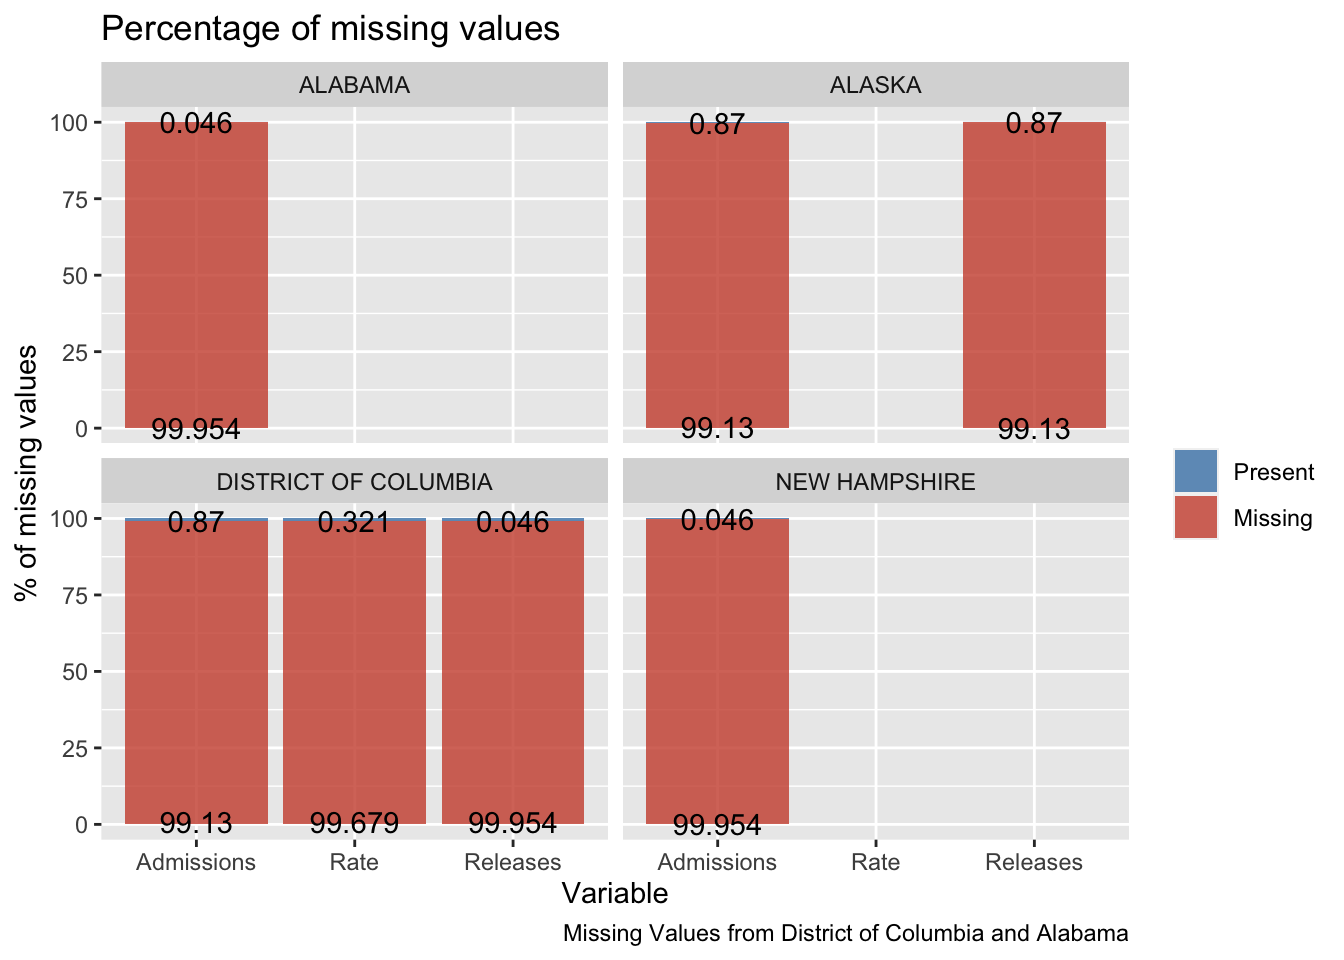 Percentage of missing values
ALABAMA
ALASKA
100
75
50
25
0
0.046
99.954
0.87
99.13
0.87
99.13
% of missing values
DISTRICT OF COLUMBIA
NEW HAMPSHIRE
100
75
50
25
0
0.87
0.321
0.046
99.13
99.679
99.954
0.046
99.954
Admissions
Rate
Releases
Admissions
Rate
Releases
Variable
Present
Missing
Missing Values from District of Columbia and Alabama